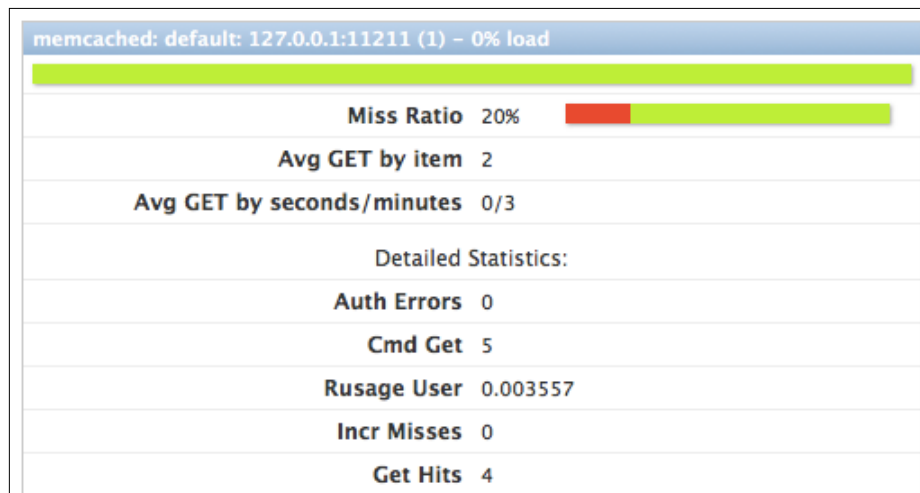 memcached: default: 127.0.0.1:11211 (1) – 0% load
Miss Ratio 20%
Avg GET by item 2
Avg GET by seconds/minutes 0/3
Detailed Statistics:
Auth Errors 0
Cmd Get 5
Rusage User 0.003557
Incr Misses 0
Get Hits 4